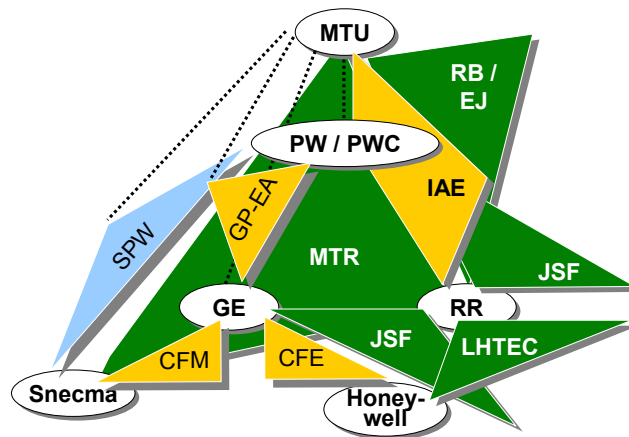 MTU
RB /
EJ
PW / PWC
GP-EA
IAE
SPW
MTR
JSF
GE
RR
JSF
LHTEC
CFM
CFE
Snecma
Honey-
well